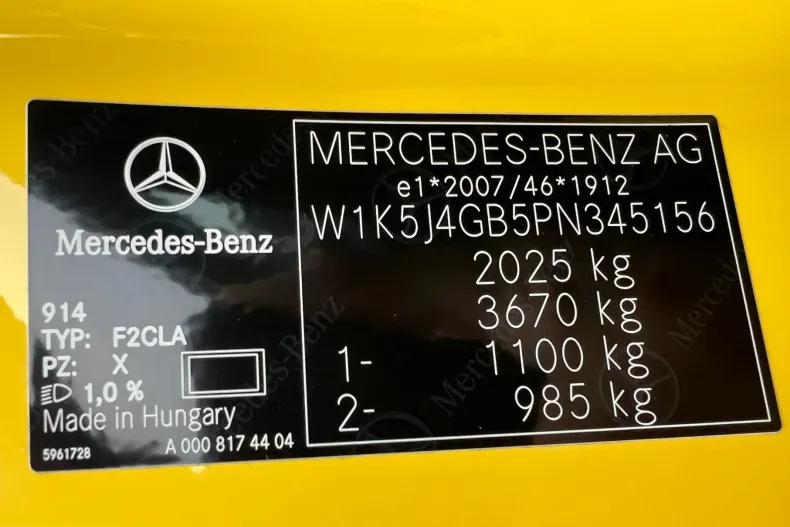 Mercedes-Benz
914
TYP: F2CLA
PZ: X
1,0 %
Made in Hungary
5961728
A 000 817 44 04
MERCEDES-BENZ AG
e1*2007/46*1912
W1K5J4GB5PN345156
2025 kg
3670 kg
1- 1100 kg
2- 985 kg